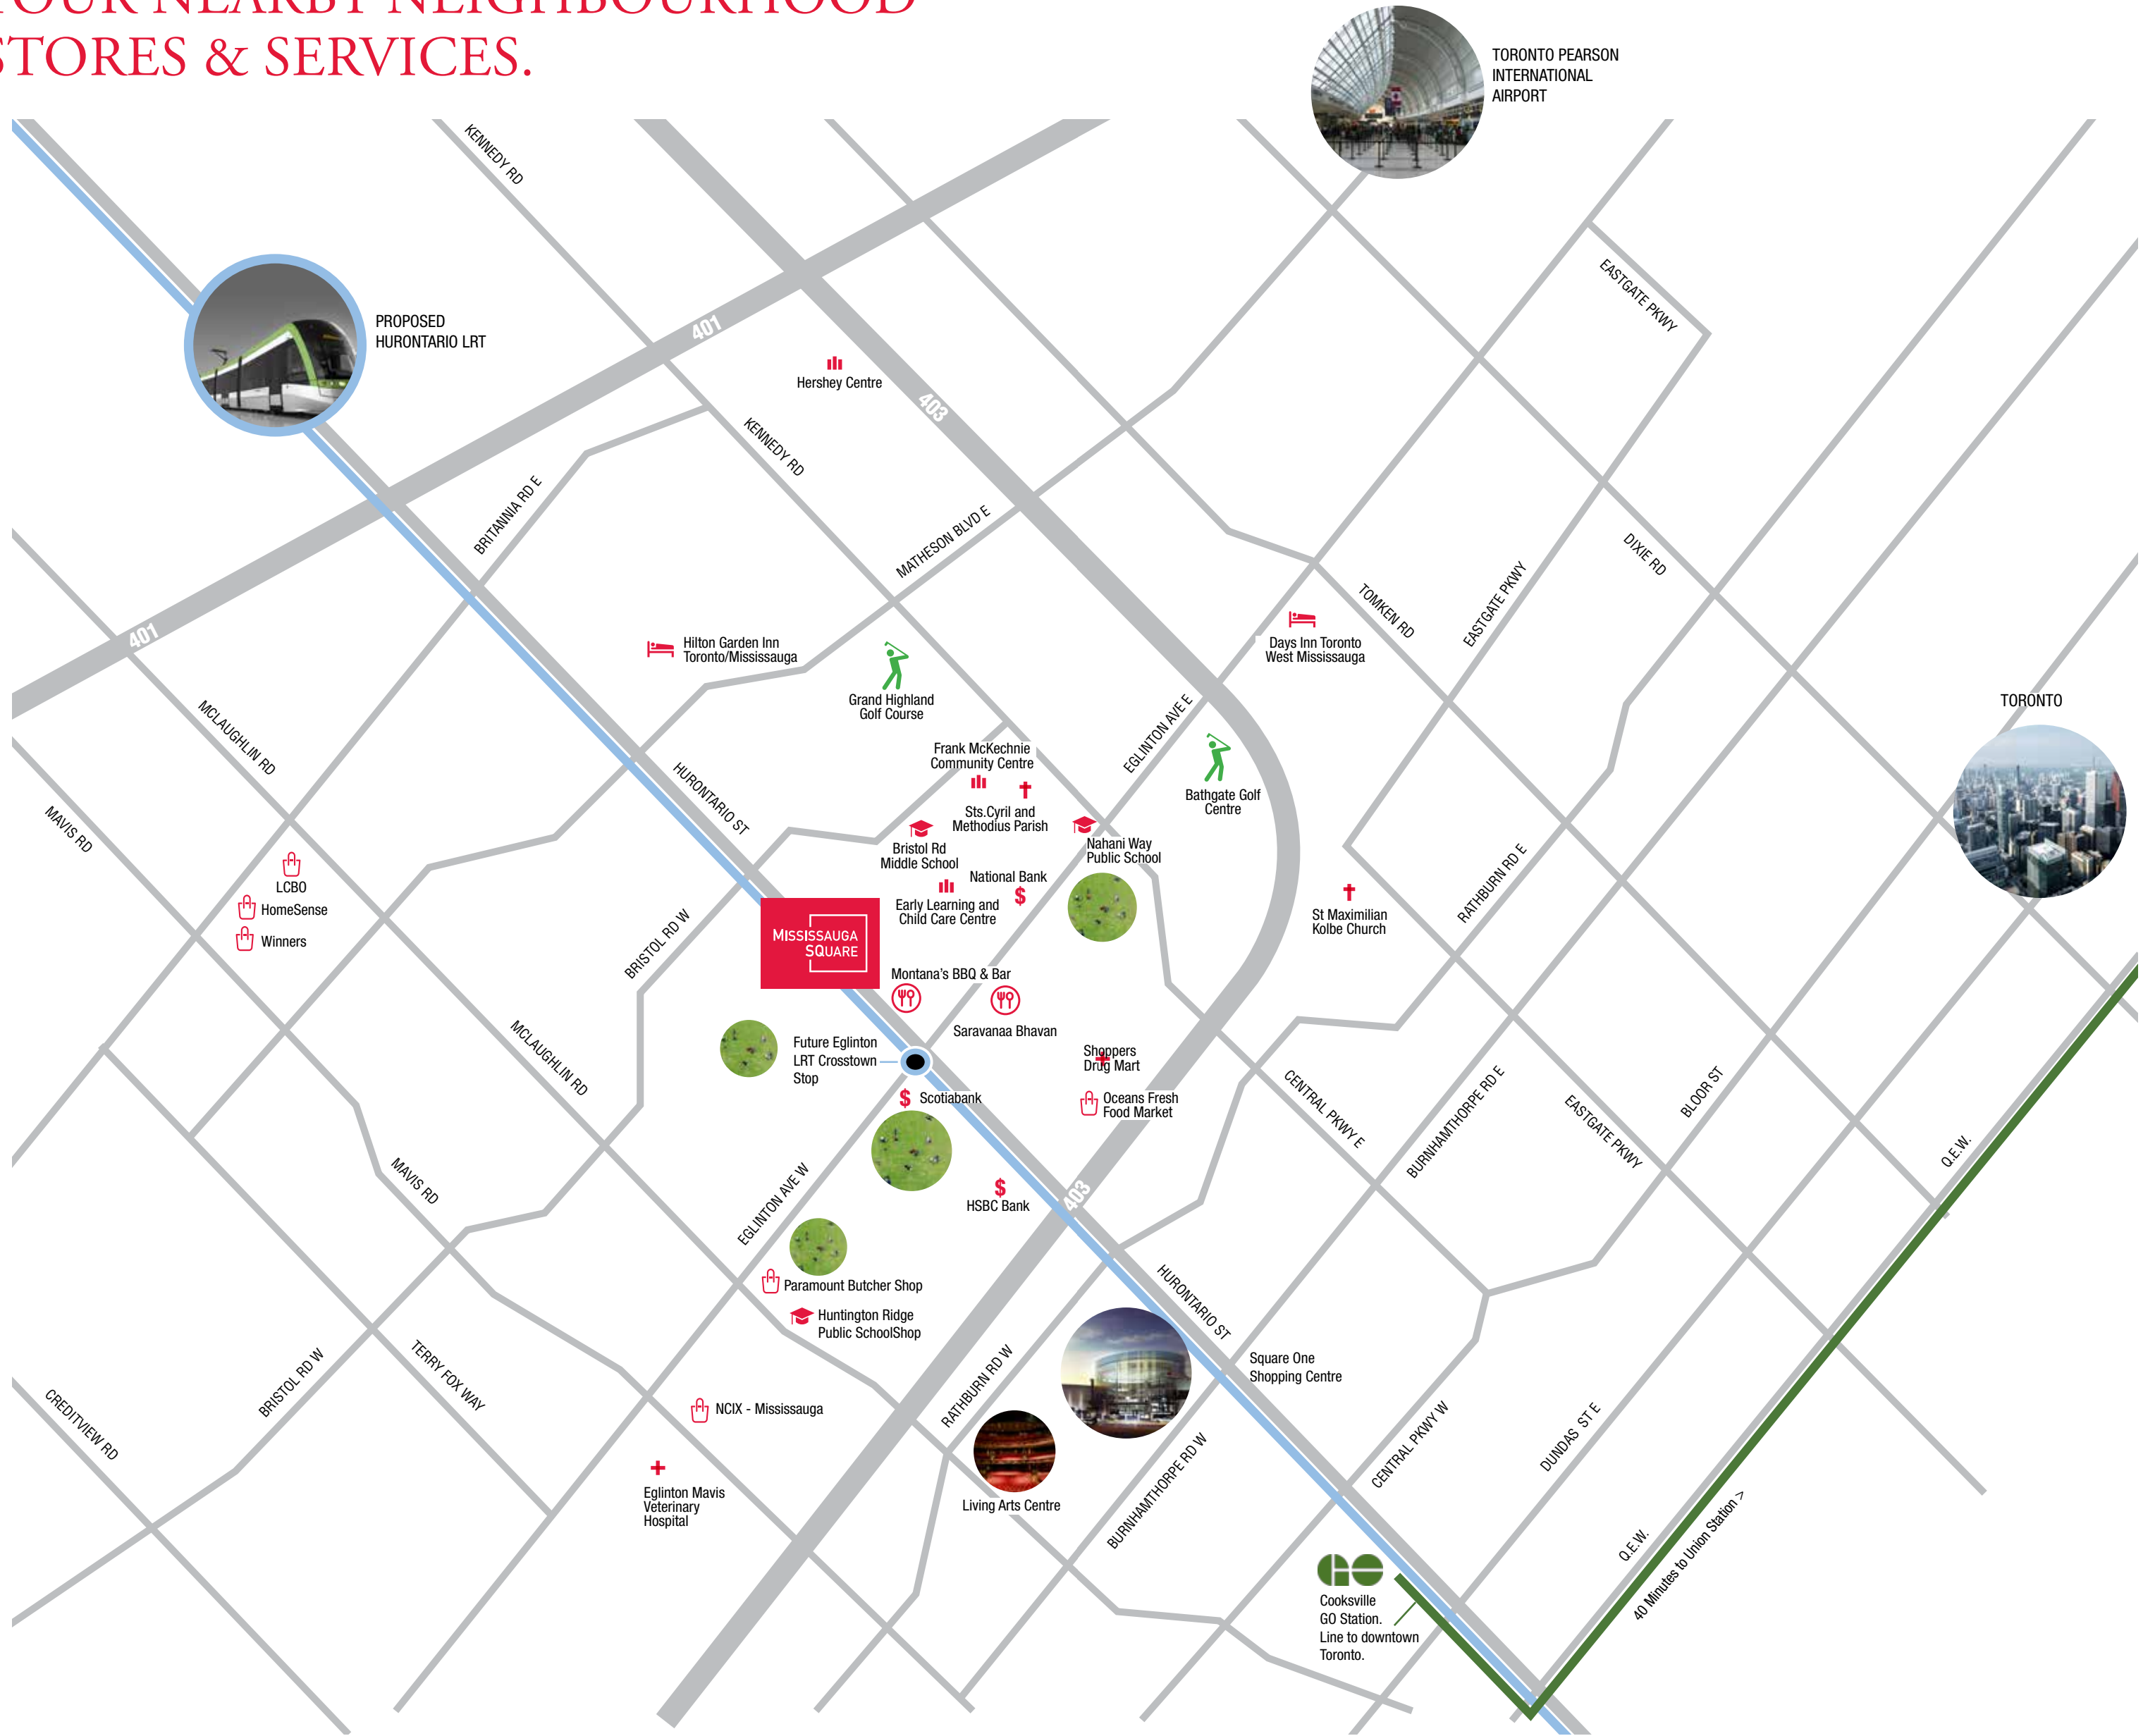 YOUR NEARBY NEIGHBOURHOOD
STORES & SERVICES.
TORONTO PEARSON
INTERNATIONAL
AIRPORT
KENNEDY RD
EASTGATE PKWY
PROPOSED
HURONTARIO LRT
401
Hershey Centre
403
KENNEDY RD
BRITANNIA RD E
MATHESON BLVD E
DIXIE RD
TOMKEN RD
EASTGATE PKWY
401
Hilton Garden Inn
Toronto/Mississauga
Days Inn Toronto
West Mississauga
Grand Highland
Golf Course
TORONTO
MCLAUGHLIN RD
EGLINTON AVE E
HURONTARIO ST
Frank McKechnie
Community Centre
Bathgate Golf
Centre
MAVIS RD
Sts.Cyril and
Methodius Parish
Bristol Rd
Middle School
Nahani Way
Public School
National Bank
LCBO
HomeSense
Winners
Early Learning and
Child Care Centre
St Maximilian
Kolbe Church
RATHBURN RD E
BRISTOL RD W
MISSISSAUGA
SQUARE
Montana's BBQ & Bar
Saravanaa Bhavan
Future Eglinton
LRT Crosstown
Stop
Shoppers
Drug Mart
MCLAUGHLIN RD
Scotiabank
Oceans Fresh
Food Market
CENTRAL PKWY E
BURNHAMTHORPE RD E
EASTGATE PKWY
BLOOR ST
Q.E.W.
MAVIS RD
EGLINTON AVE W
HSBC Bank
403
Paramount Butcher Shop
Huntington Ridge
Public SchoolShop
HURONTARIO ST
Square One
Shopping Centre
BRISTOL RD W
TERRY FOX WAY
CREDITVIEW RD
RATHBURN RD W
NCIX - Mississauga
CENTRAL PKWY W
DUNDAS ST E
Eglinton Mavis
Veterinary
Hospital
Living Arts Centre
BURNHAMTHORPE RD W
Q.E.W.
40 Minutes to Union Station >
GO
Cooksville
GO Station.
Line to downtown
Toronto.